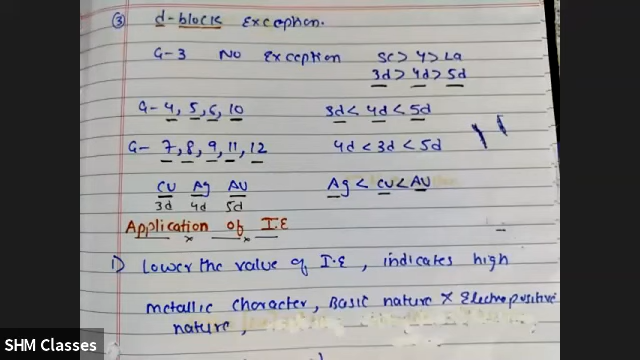 ③ d-block Exception.
G-3 No Exception Sc > Y > La
3d > 4d > 5d
G- 4, 5, 6, 10 3d < 4d < 5d
G- 7, 8, 9, 11, 12 4d < 3d < 5d
Cu Ag Au Ag < Cu < Au
3d 4d 5d
Application of I.E
1) Lower the value of I.E, indicates high
metallic character, Basic nature × Electropositive
nature,
SHM Classes